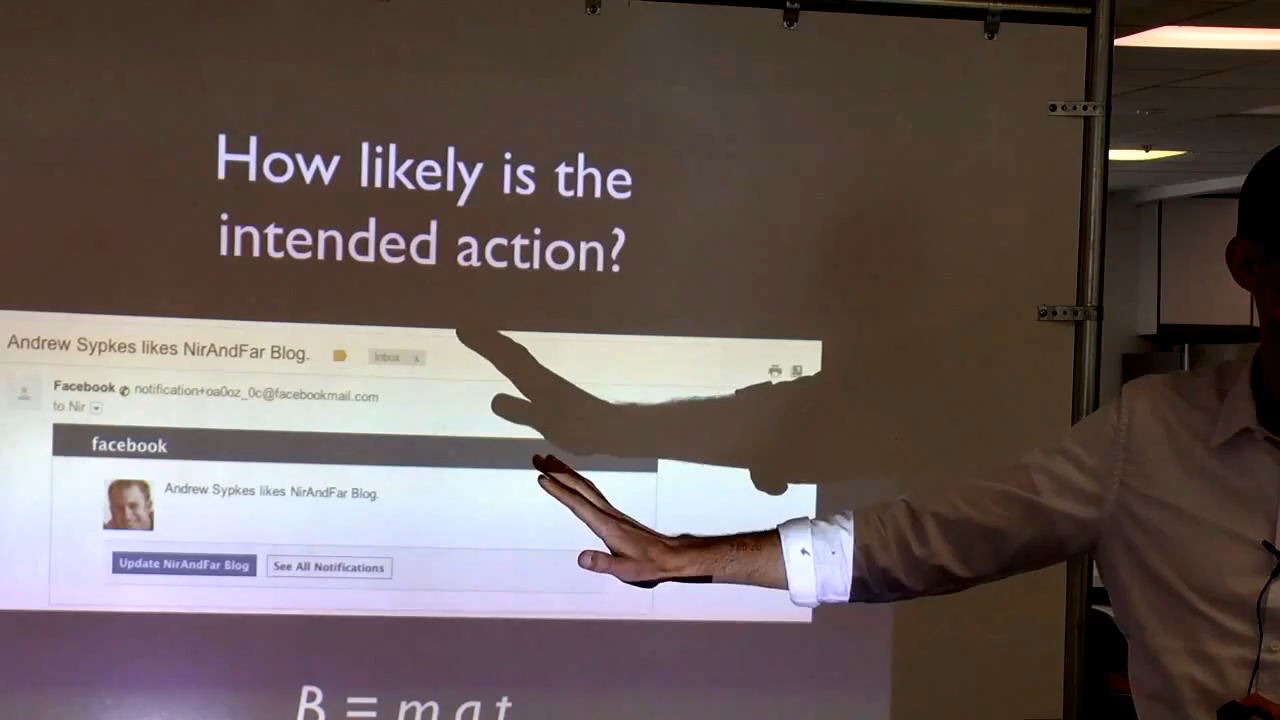 How likely is the
intended action?
Andrew Sypkes likes NirAndFar Blog.
Inbox x
Facebook notification+oa0oz_0c@facebookmail.com
to Nir
facebook
Andrew Sypkes likes NirAndFar Blog.
Update NirAndFar Blog
See All Notifications
B = m a t